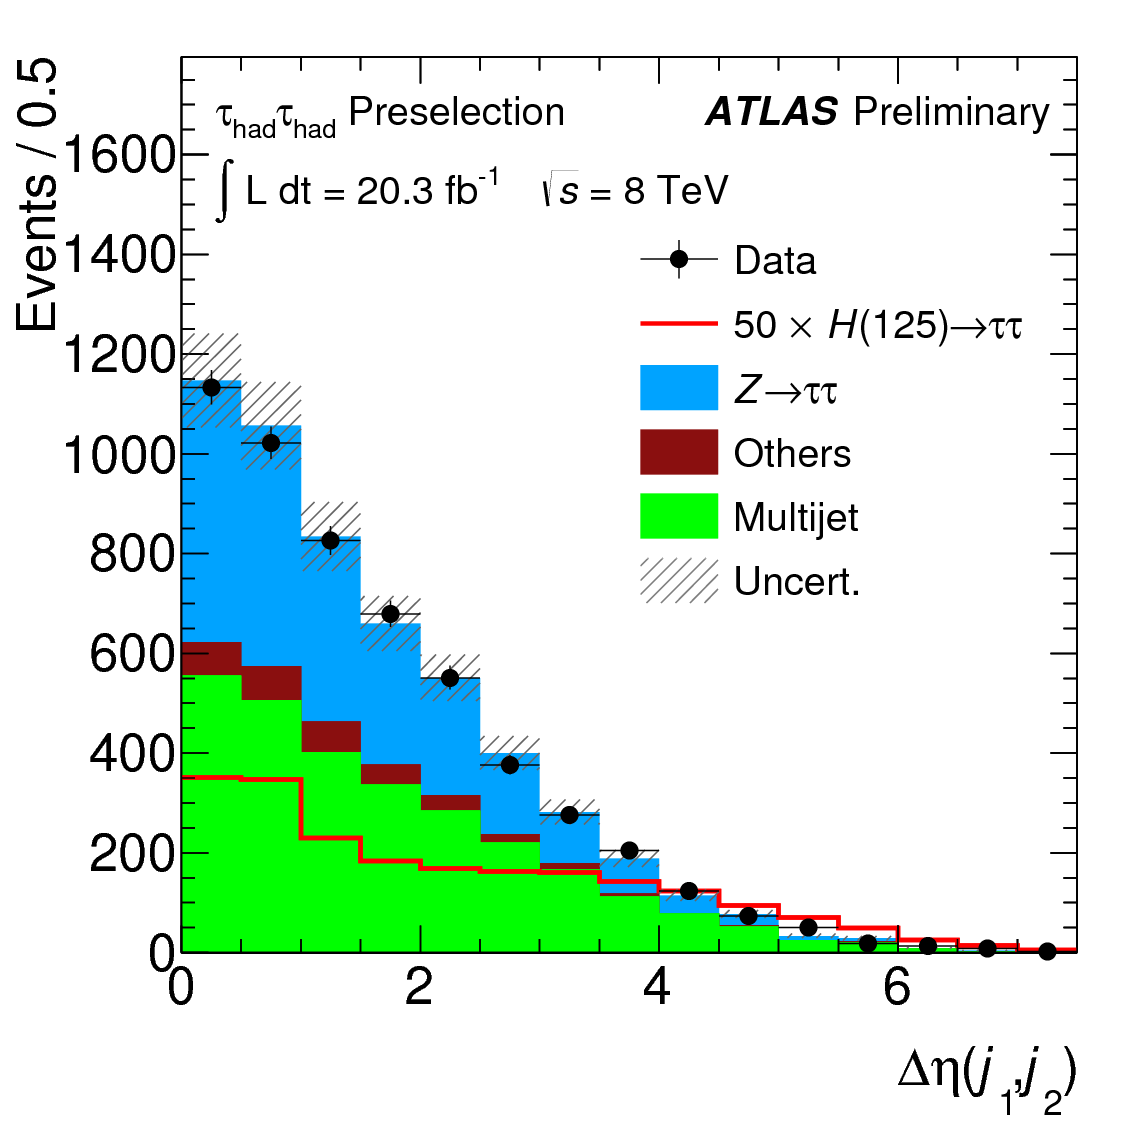 Events / 0.5
τhadτhad Preselection
ATLAS Preliminary
∫ L dt = 20.3 fb-1 √s = 8 TeV
Data
50 × H(125)→ττ
Z→ττ
Others
Multijet
Uncert.
1600
1400
1200
1000
800
600
400
200
0
0 2 4 6
Δη(j1,j2)